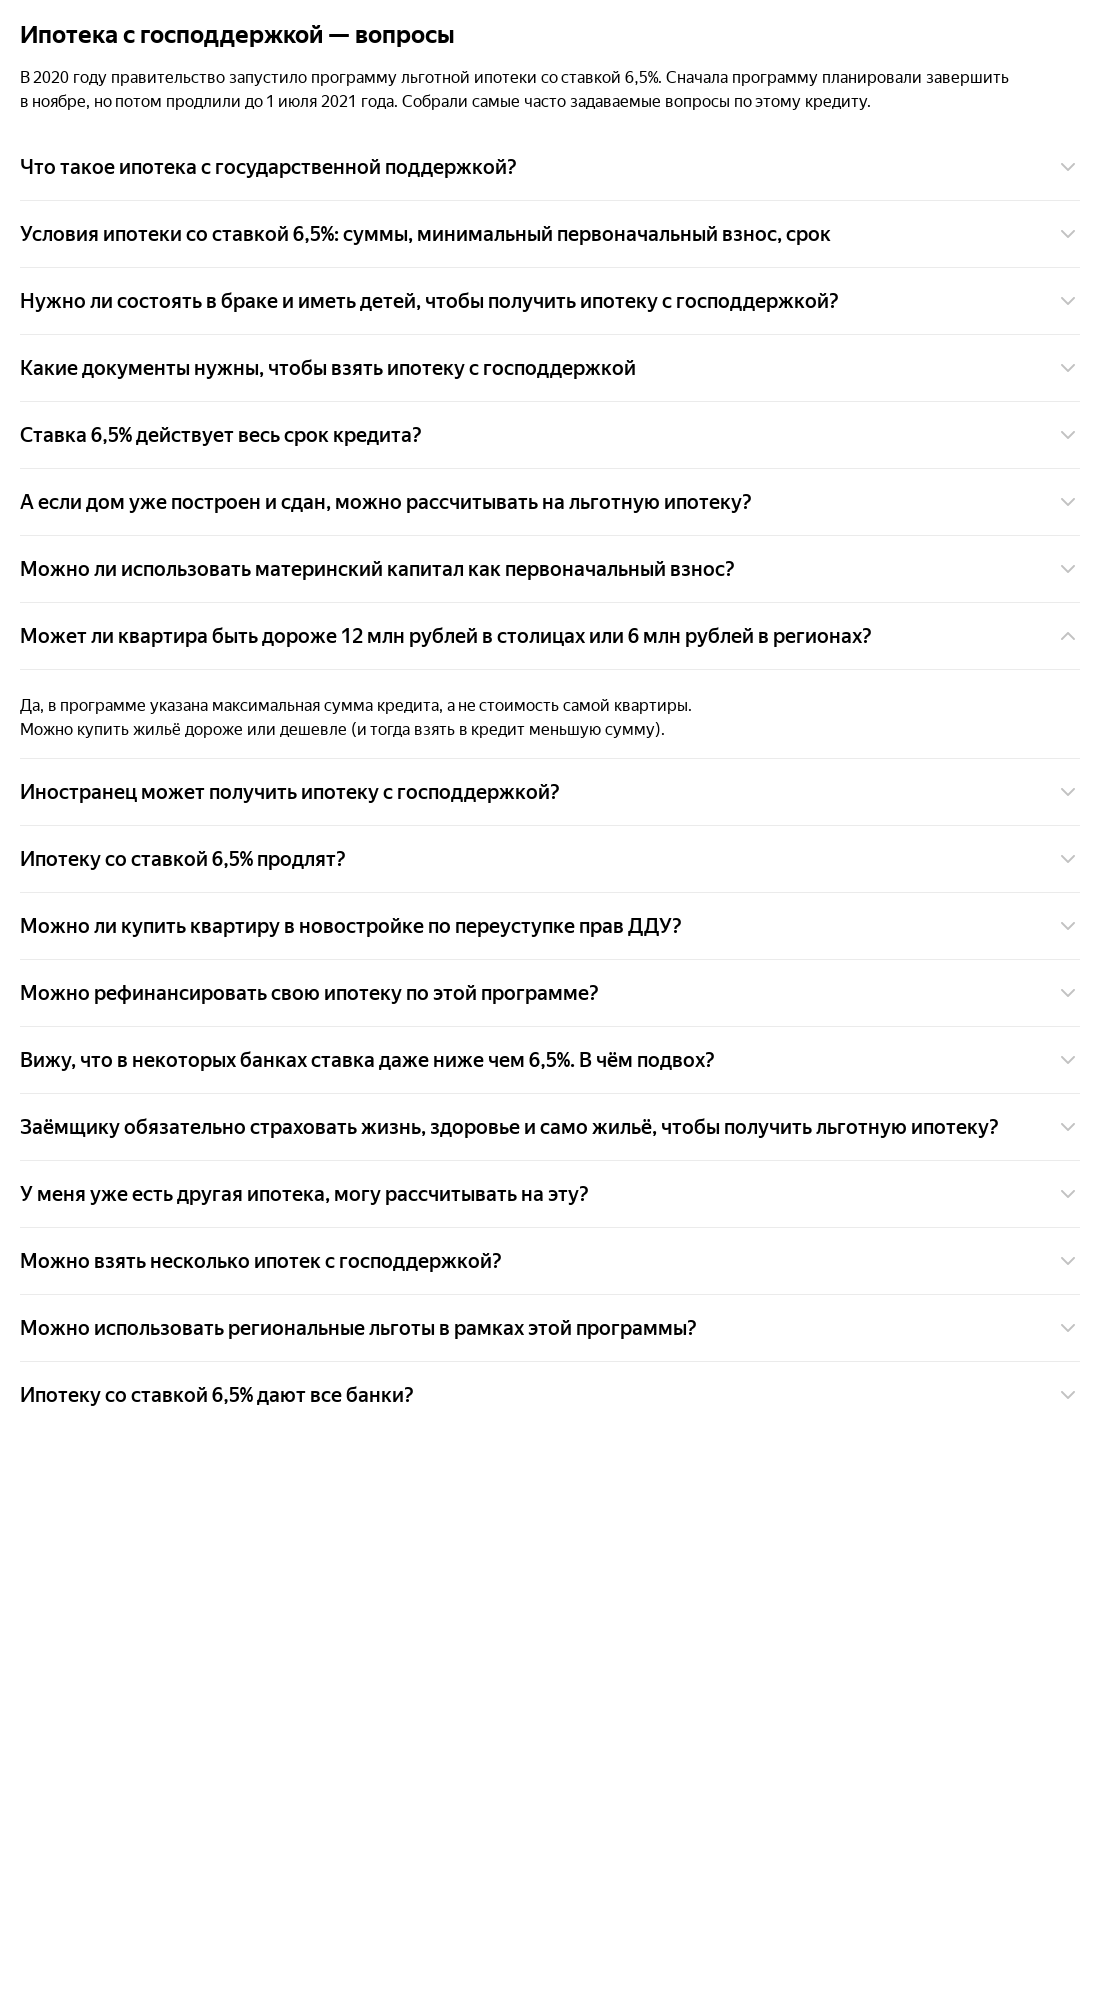 Ипотека с господдержкой — вопросы
В 2020 году правительство запустило программу льготной ипотеки со ставкой 6,5%. Сначала программу планировали завершить
в ноябре, но потом продлили до 1 июля 2021 года. Собрали самые часто задаваемые вопросы по этому кредиту.
Что такое ипотека с государственной поддержкой?
Условия ипотеки со ставкой 6,5%: суммы, минимальный первоначальный взнос, срок
Нужно ли состоять в браке и иметь детей, чтобы получить ипотеку с господдержкой?
Какие документы нужны, чтобы взять ипотеку с господдержкой
Ставка 6,5% действует весь срок кредита?
А если дом уже построен и сдан, можно рассчитывать на льготную ипотеку?
Можно ли использовать материнский капитал как первоначальный взнос?
Может ли квартира быть дороже 12 млн рублей в столицах или 6 млн рублей в регионах?
Да, в программе указана максимальная сумма кредита, а не стоимость самой квартиры.
Можно купить жильё дороже или дешевле (и тогда взять в кредит меньшую сумму).
Иностранец может получить ипотеку с господдержкой?
Ипотеку со ставкой 6,5% продлят?
Можно ли купить квартиру в новостройке по переуступке прав ДДУ?
Можно рефинансировать свою ипотеку по этой программе?
Вижу, что в некоторых банках ставка даже ниже чем 6,5%. В чём подвох?
Заёмщику обязательно страховать жизнь, здоровье и само жильё, чтобы получить льготную ипотеку?
У меня уже есть другая ипотека, могу рассчитывать на эту?
Можно взять несколько ипотек с господдержкой?
Можно использовать региональные льготы в рамках этой программы?
Ипотеку со ставкой 6,5% дают все банки?